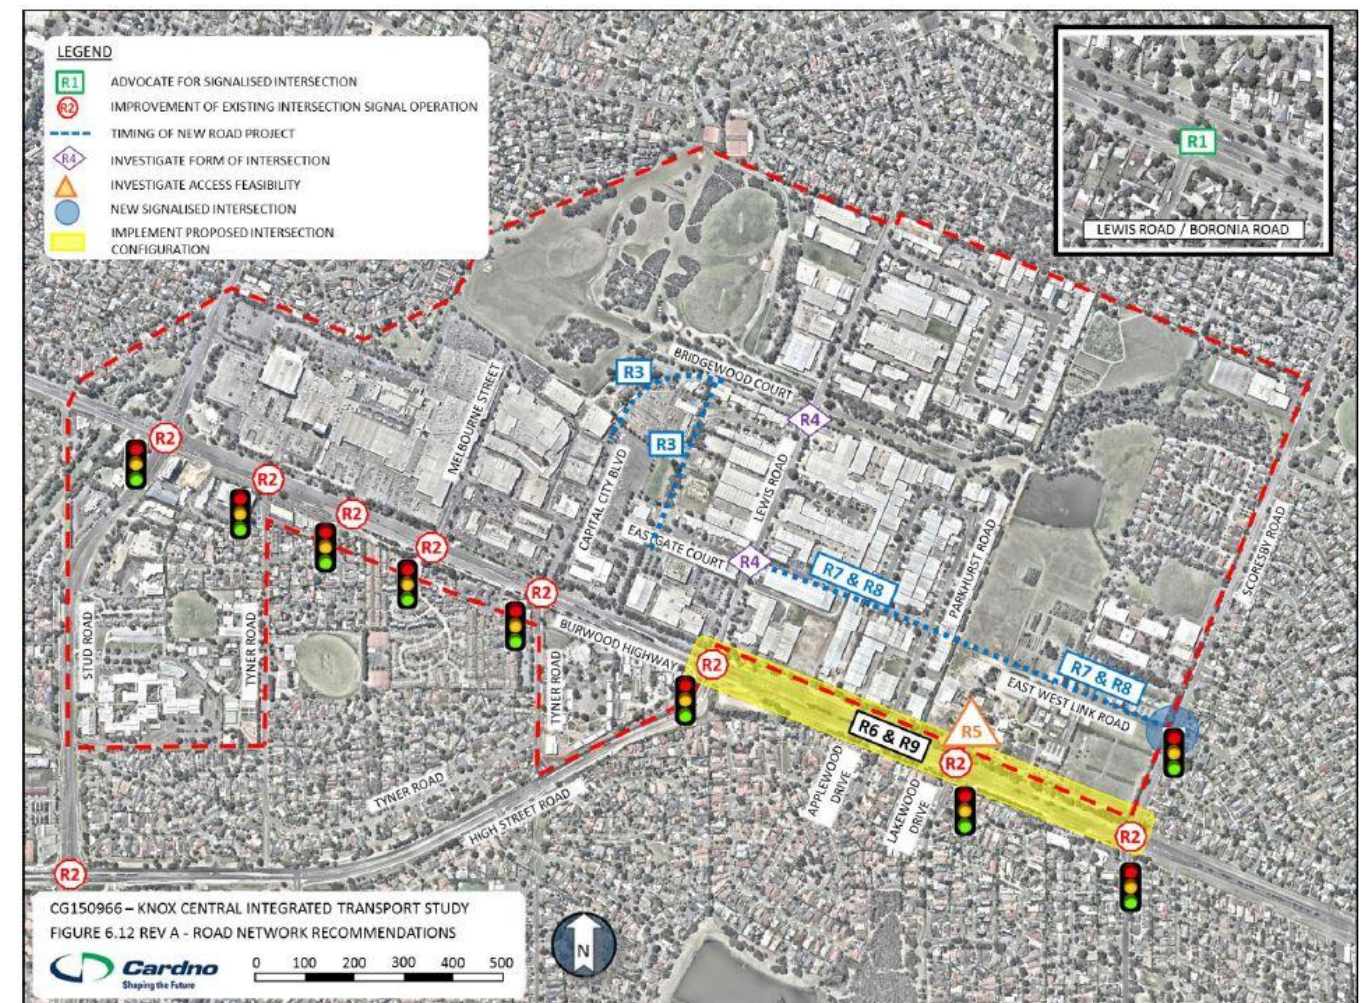 LEGEND
R1 ADVOCATE FOR SIGNALISED INTERSECTION
R2 IMPROVEMENT OF EXISTING INTERSECTION SIGNAL OPERATION
TIMING OF NEW ROAD PROJECT
R4 INVESTIGATE FORM OF INTERSECTION
INVESTIGATE ACCESS FEASIBILITY
NEW SIGNALISED INTERSECTION
IMPLEMENT PROPOSED INTERSECTION
CONFIGURATION
R1
LEWIS ROAD / BORONIA ROAD
BRIDGEWOOD COURT
R3
R4
R3
MELBOURNE STREET
CAPITAL CITY BLVD
LEWIS ROAD
EASTGATE COURT
R4
R7 & R8
PARKHURST ROAD
SCORESBY ROAD
R2
R2
R2
R2
R2
STUD ROAD
TYNER ROAD
TYNER ROAD
BURWOOD HIGHWAY
R2
R7 & R8
EAST WEST LINK ROAD
R6 & R9
R5
R2
APPLEWOOD
DRIVE
LAKEWOOD
DRIVE
R2
TYNER ROAD
HIGH STREET ROAD
R2
CG150966 – KNOX CENTRAL INTEGRATED TRANSPORT STUDY
FIGURE 6.12 REV A - ROAD NETWORK RECOMMENDATIONS
Cardno
Shaping the Future
0 100 200 300 400 500
N